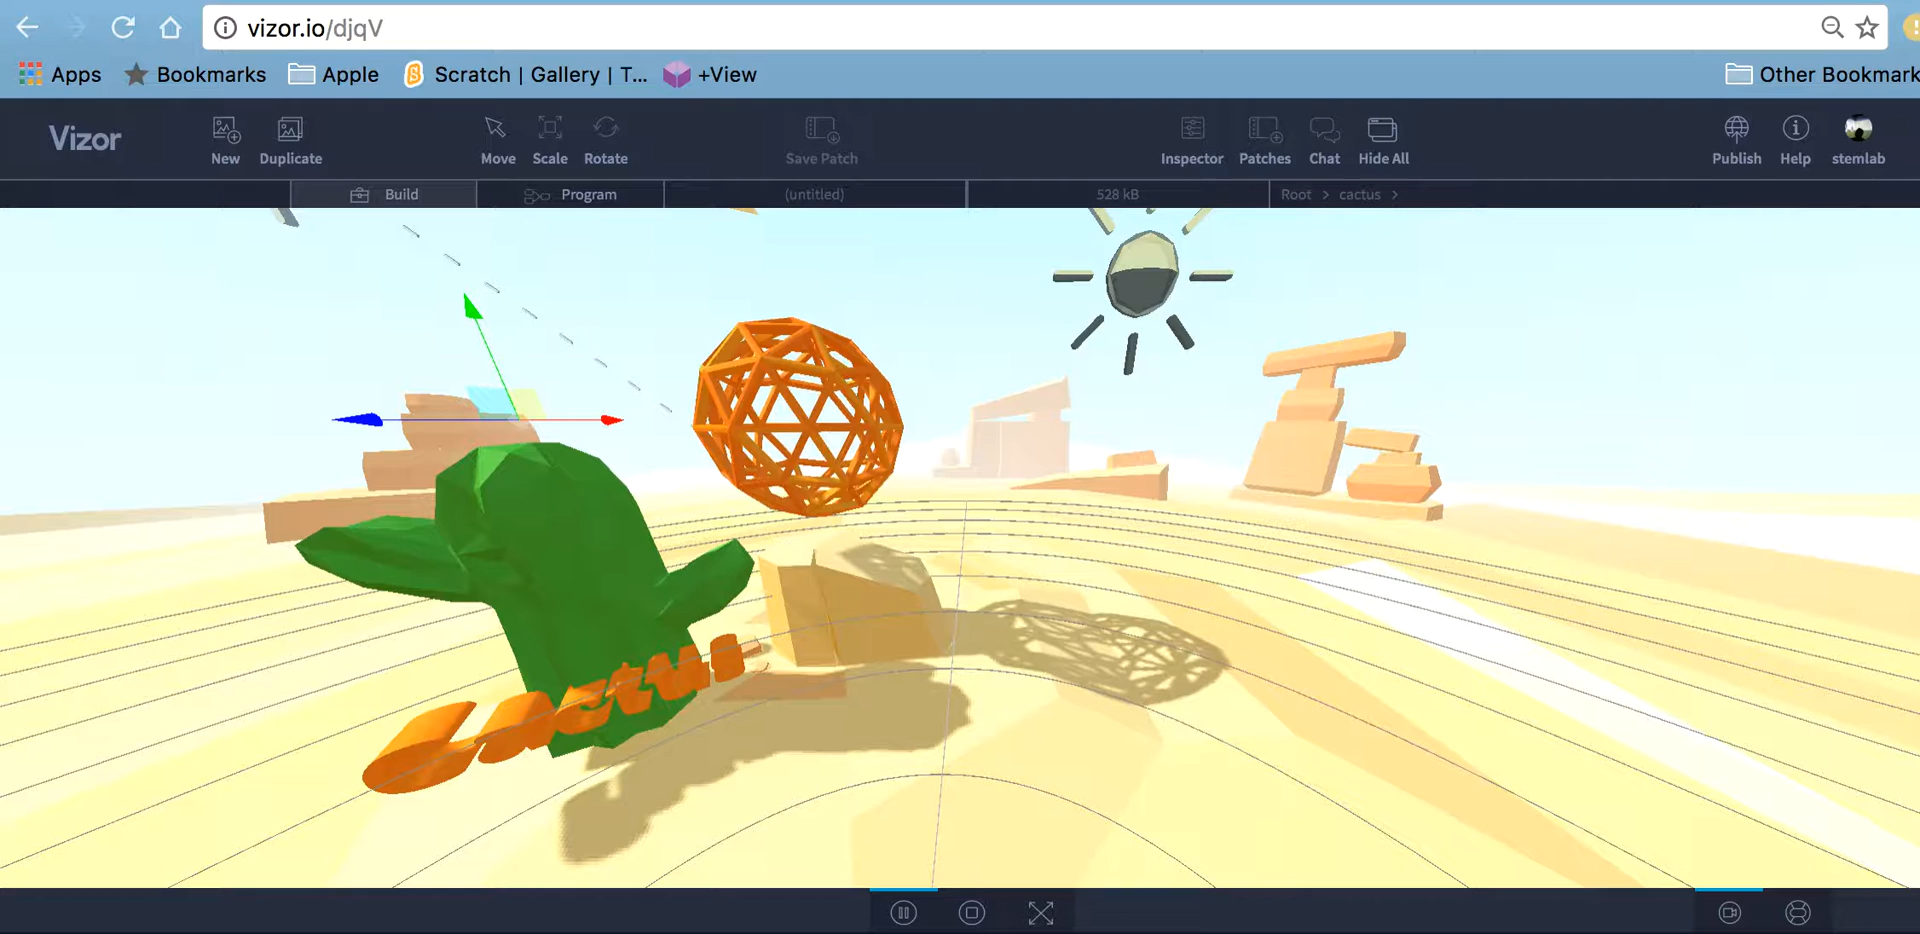 vizor.io/djqV
Apps Bookmarks Apple Scratch | Gallery | T... +View Other Bookmark
Vizor New Duplicate Move Scale Rotate Save Patch Inspector Patches Chat Hide All Publish Help stemlab
Build Program (untitled) 528 kB Root > cactus >
Cactus